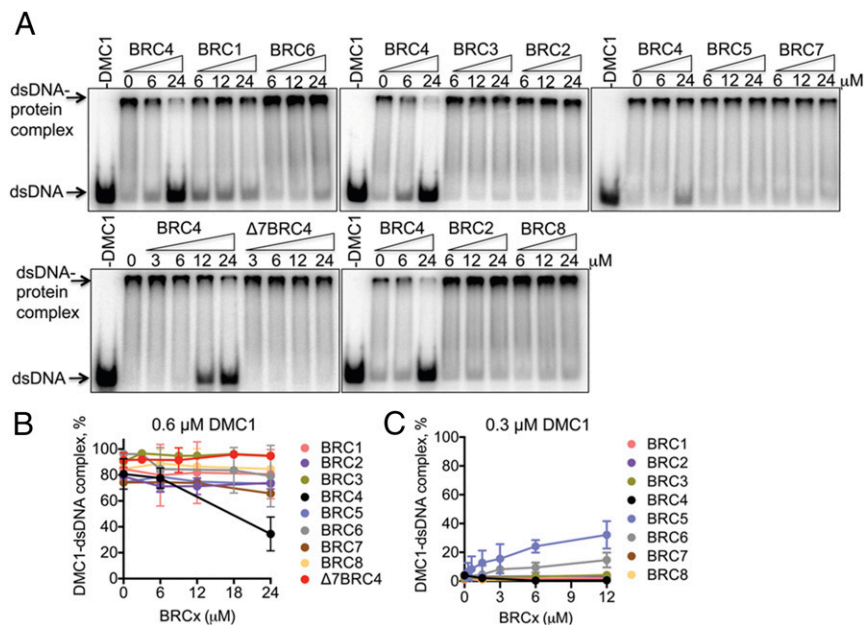 A
-DMC1 BRC4 BRC1 BRC6 -DMC1 BRC4 BRC3 BRC2 -DMC1 BRC4 BRC5 BRC7
0 6 24 6 12 24 6 12 24 0 6 24 6 12 24 6 12 24 0 6 24 6 12 24 6 12 24 μM
dsDNA-
protein
complex
dsDNA
-DMC1 BRC4 Δ7BRC4 -DMC1 BRC4 BRC2 BRC8
0 3 6 12 24 3 6 12 24 0 6 24 6 12 24 6 12 24 μM
dsDNA-
protein
complex
dsDNA
B
0.6 μM DMC1
DMC1-dsDNA complex, %
120
100
80
60
40
20
0
0 6 12 18 24
BRCx (μM)
BRC1
BRC2
BRC3
BRC4
BRC5
BRC6
BRC7
BRC8
Δ7BRC4
C
0.3 μM DMC1
DMC1-dsDNA complex, %
100
80
60
40
20
0
0 3 6 9 12
BRCx (μM)
BRC1
BRC2
BRC3
BRC4
BRC5
BRC6
BRC7
BRC8